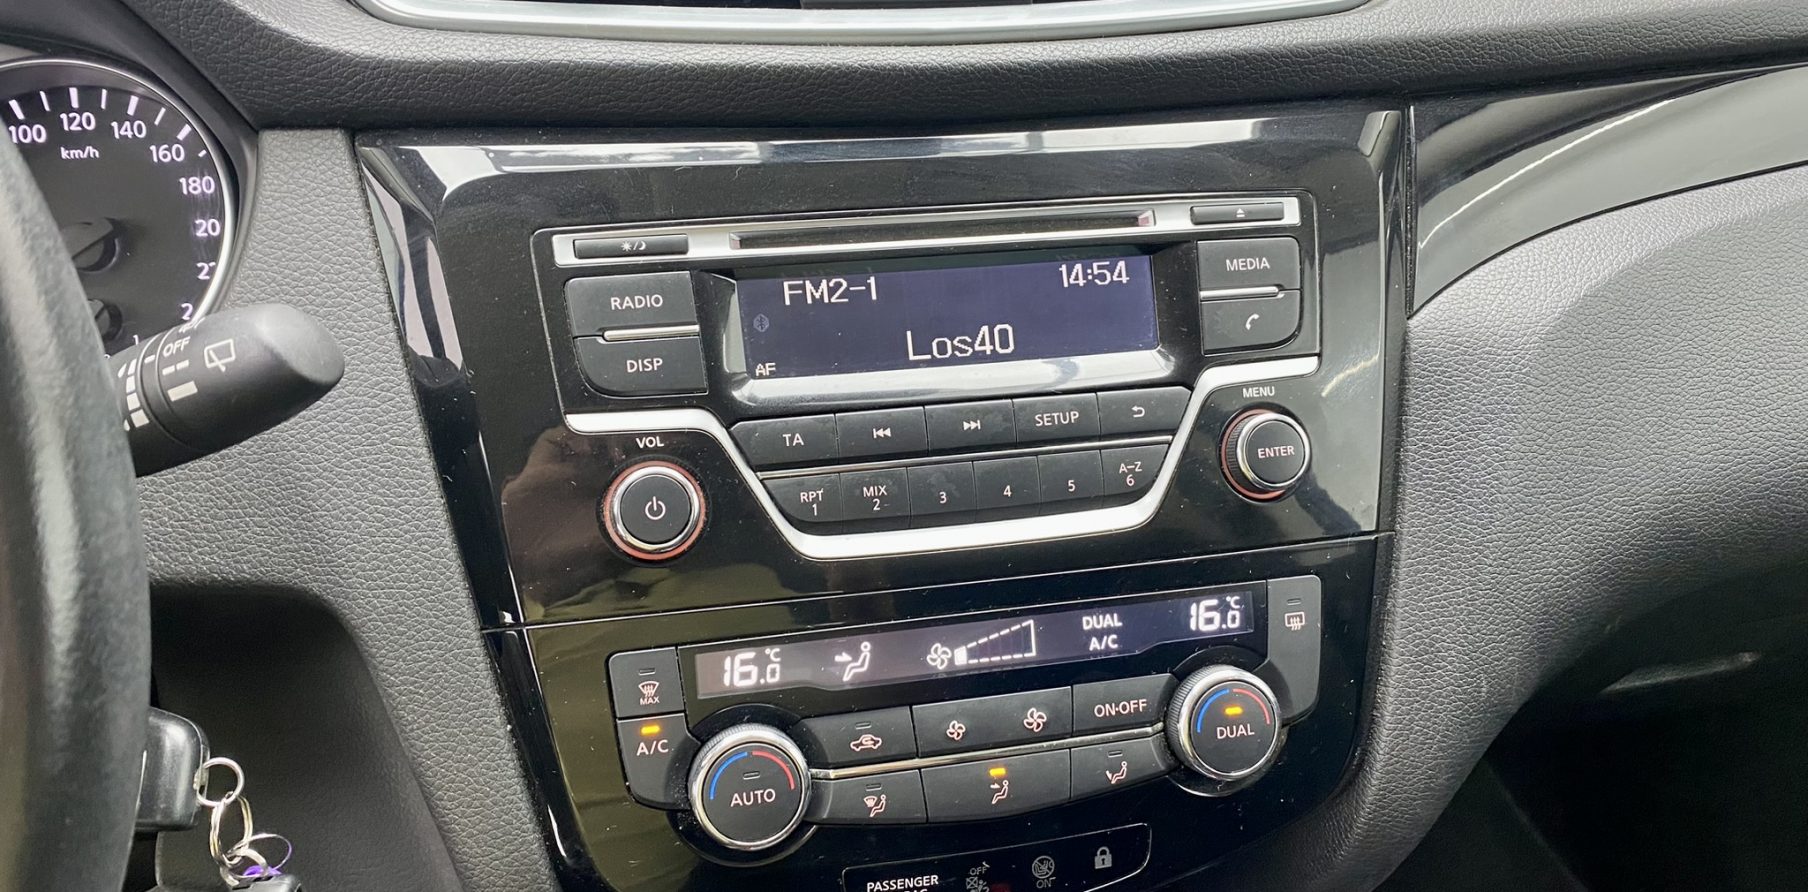 100 120 140
km/h 160
180
20
OFF
RADIO
DISP
FM2-1 14:54
Los40
AF
MEDIA
VOL
MENU
ENTER
TA SETUP
RPT MIX A-Z
1 2 3 4 5 6
16.0°C DUAL 16.0°C
A/C
MAX
A/C
AUTO
ON·OFF
DUAL
PASSENGER
OFF
ON